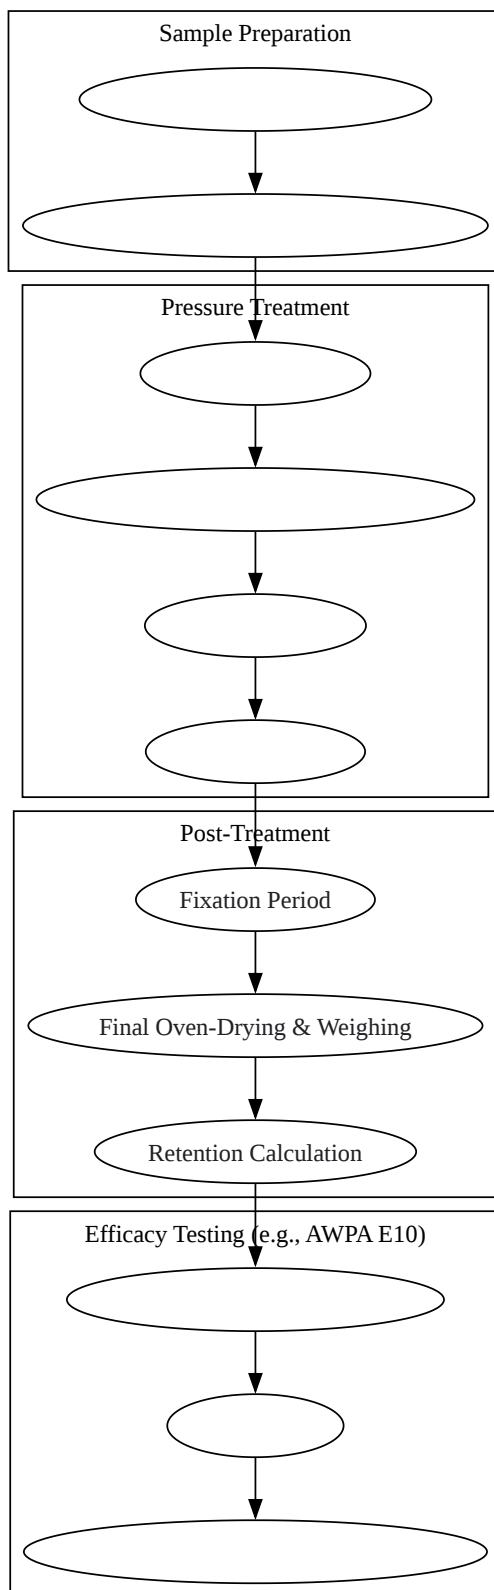 Sample Preparation
Pressure Treatment
Post-Treatment
Fixation Period
Final Oven-Drying & Weighing
Retention Calculation
Efficacy Testing (e.g., AWPA E10)